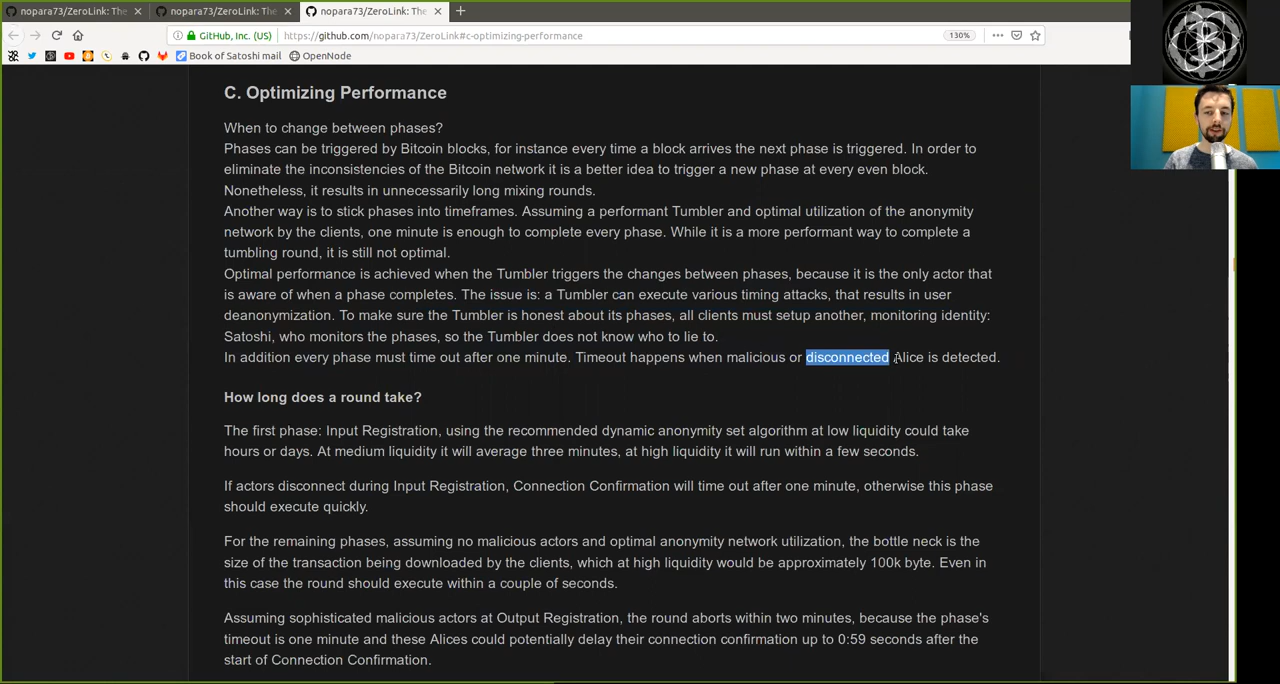 nopara73/ZeroLink: The
nopara73/ZeroLink: The
nopara73/ZeroLink: The
GitHub, Inc. (US)
https://github.com/nopara73/ZeroLink#c-optimizing-performance
130%
Book of Satoshi mail
OpenNode
C. Optimizing Performance
When to change between phases?
Phases can be triggered by Bitcoin blocks, for instance every time a block arrives the next phase is triggered. In order to
eliminate the inconsistencies of the Bitcoin network it is a better idea to trigger a new phase at every even block.
Nonetheless, it results in unnecessarily long mixing rounds.
Another way is to stick phases into timeframes. Assuming a performant Tumbler and optimal utilization of the anonymity
network by the clients, one minute is enough to complete every phase. While it is a more performant way to complete a
tumbling round, it is still not optimal.
Optimal performance is achieved when the Tumbler triggers the changes between phases, because it is the only actor that
is aware of when a phase completes. The issue is: a Tumbler can execute various timing attacks, that results in user
deanonymization. To make sure the Tumbler is honest about its phases, all clients must setup another, monitoring identity:
Satoshi, who monitors the phases, so the Tumbler does not know who to lie to.
In addition every phase must time out after one minute. Timeout happens when malicious or disconnected Alice is detected.
How long does a round take?
The first phase: Input Registration, using the recommended dynamic anonymity set algorithm at low liquidity could take
hours or days. At medium liquidity it will average three minutes, at high liquidity it will run within a few seconds.
If actors disconnect during Input Registration, Connection Confirmation will time out after one minute, otherwise this phase
should execute quickly.
For the remaining phases, assuming no malicious actors and optimal anonymity network utilization, the bottle neck is the
size of the transaction being downloaded by the clients, which at high liquidity would be approximately 100k byte. Even in
this case the round should execute within a couple of seconds.
Assuming sophisticated malicious actors at Output Registration, the round aborts within two minutes, because the phase's
timeout is one minute and these Alices could potentially delay their connection confirmation up to 0:59 seconds after the
start of Connection Confirmation.